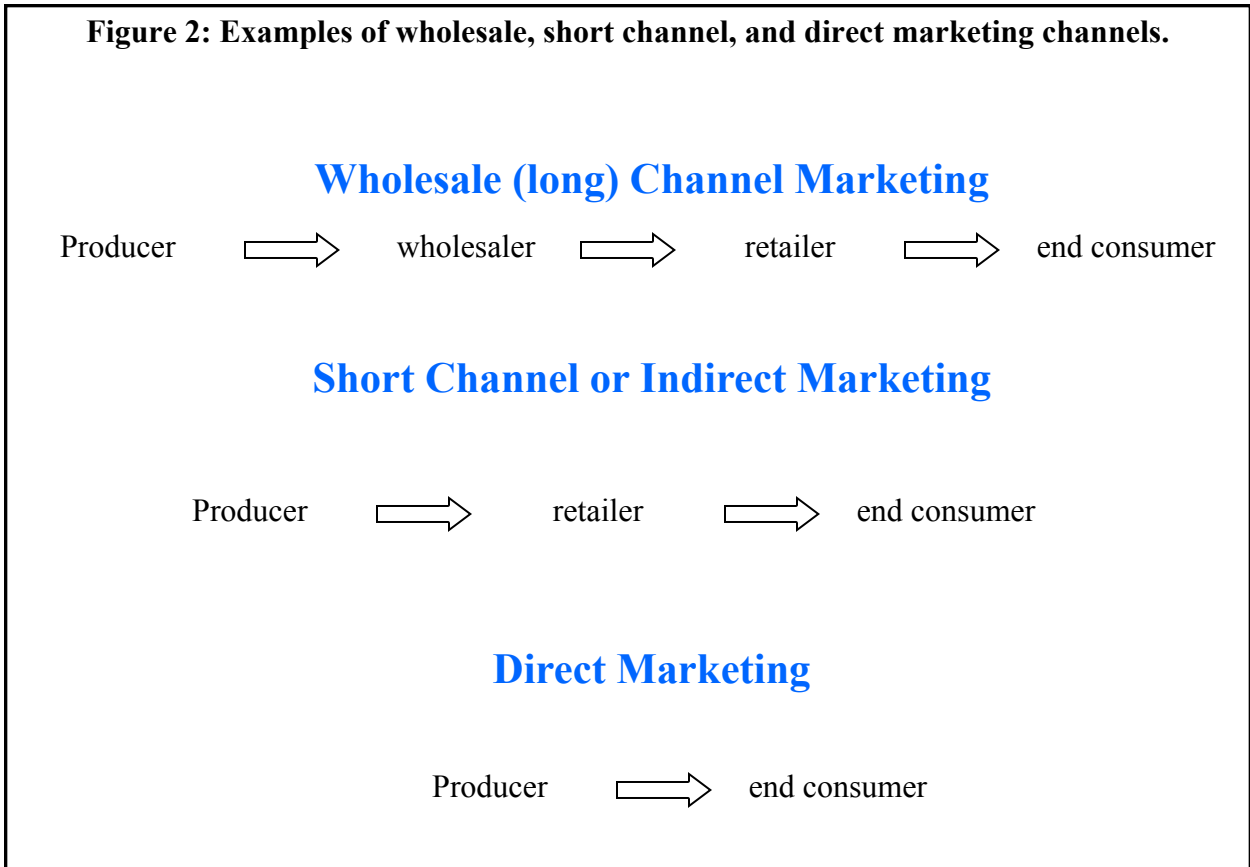 Figure 2: Examples of wholesale, short channel, and direct marketing channels.
Wholesale (long) Channel Marketing
Producer wholesaler retailer end consumer
Short Channel or Indirect Marketing
Producer retailer end consumer
Direct Marketing
Producer end consumer